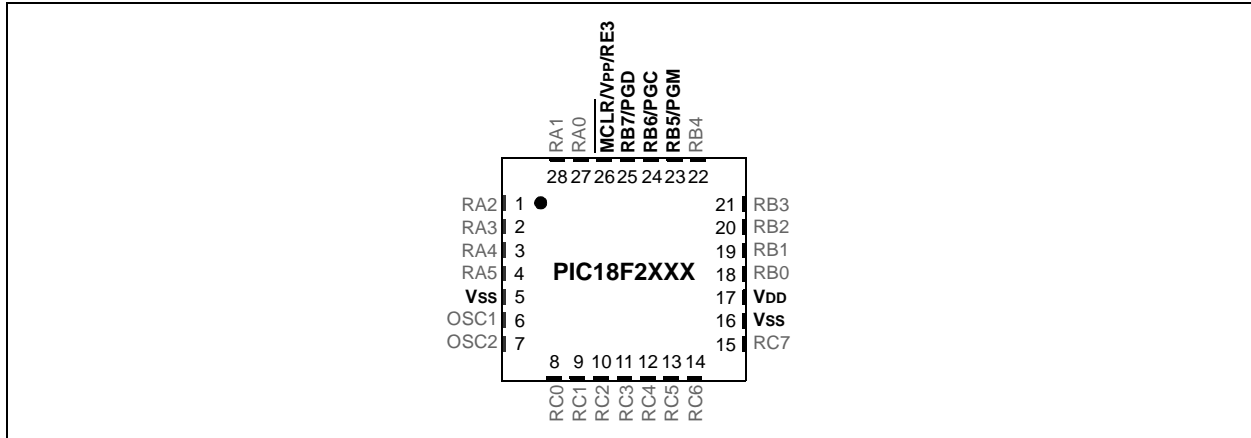 RA1
RA0
MCLR/VPP/RE3
RB7/PGD
RB6/PGC
RB5/PGM
RB4
28 27 26 25 24 23 22
RA2 1 21 RB3
RA3 2 20 RB2
RA4 3 19 RB1
RA5 4 PIC18F2XXX 18 RB0
VSS 5 17 VDD
OSC1 6 16 VSS
OSC2 7 15 RC7
8 9 10 11 12 13 14
RC0
RC1
RC2
RC3
RC4
RC5
RC6